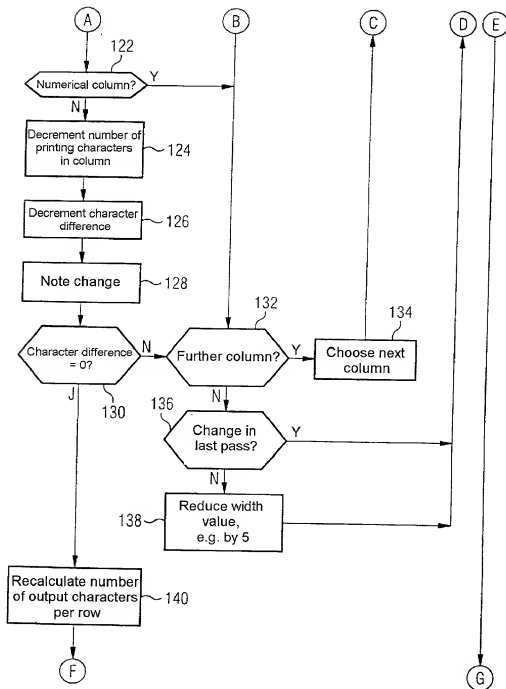 A
B
C
D
E
122
Numerical column?
Y
N
Decrement number of
printing characters
in column
124
Decrement character
difference
126
Note change
128
132
134
Character difference
= 0?
N
Further column?
Y
Choose next
column
J
130
N
136
Change in
last pass?
Y
N
138
Reduce width
value,
e.g. by 5
Recalculate number
of output characters
per row
140
F
G